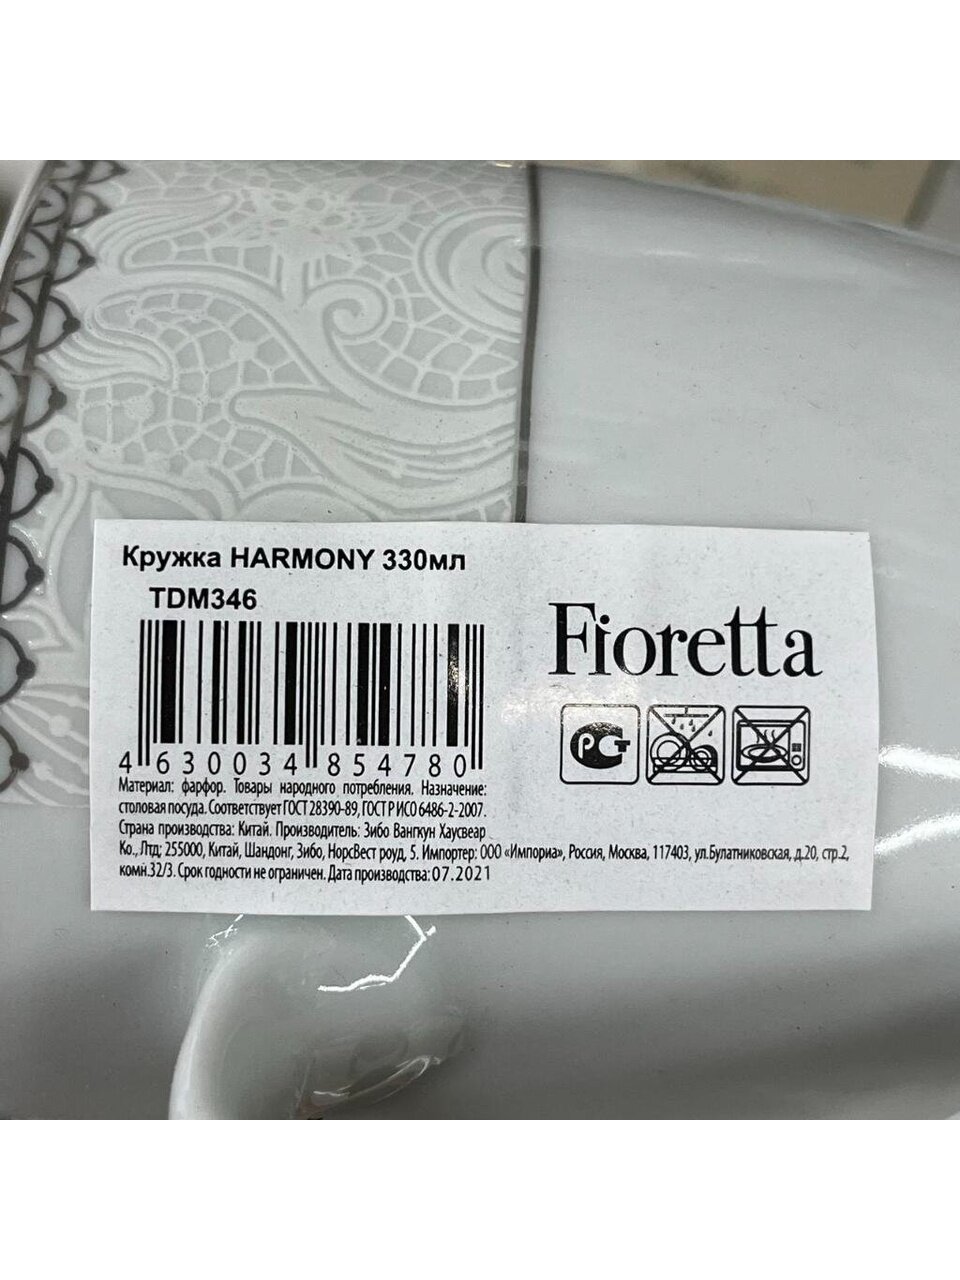 Кружка HARMONY 330мл
TDM346
Fioretta
4 630034 854780
Материал: фарфор. Товары народного потребления. Назначение:
столовая посуда. Соответствует ГОСТ 28390-89, ГОСТ Р ИСО 6486-2-2007.
Страна производства: Китай. Производитель: Зибо Вангкун Хаусвеар
Ко., Лтд; 255000, Китай, Шандонг, Зибо, НорсВест роуд, 5. Импортер: ООО «Импориа», Россия, Москва, 117403, ул.Булатниковская, д.20, стр.2,
комн.32/3. Срок годности не ограничен. Дата производства: 07.2021